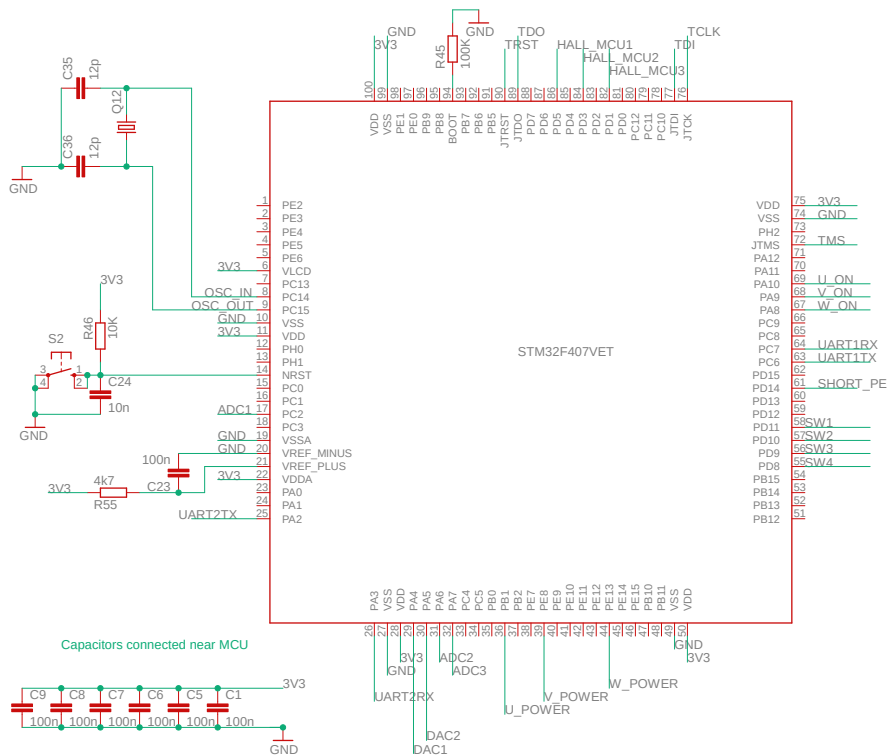 GND
3V3
R45
100K
GND
TDO
TRST
HALL_MCU1
HALL_MCU2
HALL_MCU3
TCLK
TDI
100
99
98
97
96
95
94
93
92
91
90
89
88
87
86
85
84
83
82
81
80
79
78
77
76
VDD
VSS
PE1
PE0
PB9
PB8
BOOT
PB7
PB6
PB5
JTRST
JTDO
PD7
PD6
PD5
PD4
PD3
PD2
PD1
PD0
PC12
PC11
PC10
JTDI
JTCK
C35
12p
Q12
C36
12p
GND
1 PE2
2 PE3
3 PE4
4 PE5
5 PE6
3V3 6 VLCD
7 PC13
OSC_IN 8 PC14
OSC_OUT 9 PC15
GND 10 VSS
3V3 11 VDD
12 PH0
13 PH1
14 NRST
15 PC0
16 PC1
ADC1 17 PC2
18 PC3
GND 19 VSSA
GND 20 VREF_MINUS
21 VREF_PLUS
3V3 22 VDDA
23 PA0
24 PA1
UART2TX 25 PA2
3V3
R46
10K
S2
3 1
4 2
C24
10n
GND
100n
C23
4k7
3V3
R55
STM32F407VET
VDD 75 3V3
VSS 74 GND
PH2 73
JTMS 72 TMS
PA12 71
PA11 70
PA10 69 U_ON
PA9 68 V_ON
PA8 67 W_ON
PC9 66
PC8 65
PC7 64 UART1RX
PC6 63 UART1TX
PD15 62
PD14 61 SHORT_PE
PD13 60
PD12 59
PD11 58 SW1
PD10 57 SW2
PD9 56 SW3
PD8 55 SW4
PB15 54
PB14 53
PB13 52
PB12 51
PA3
VSS
VDD
PA4
PA5
PA6
PA7
PC4
PC5
PB0
PB1
PB2
PE7
PE8
PE9
PE10
PE11
PE12
PE13
PE14
PE15
PB10
PB11
VSS
VDD
26
27
28
29
30
31
32
33
34
35
36
37
38
39
40
41
42
43
44
45
46
47
48
49
50
UART2RX
GND
3V3
DAC1
DAC2
ADC2
ADC3
U_POWER
V_POWER
W_POWER
GND
3V3
Capacitors connected near MCU
3V3
C9 C8 C7 C6 C5 C1
100n 100n 100n 100n 100n 100n
GND